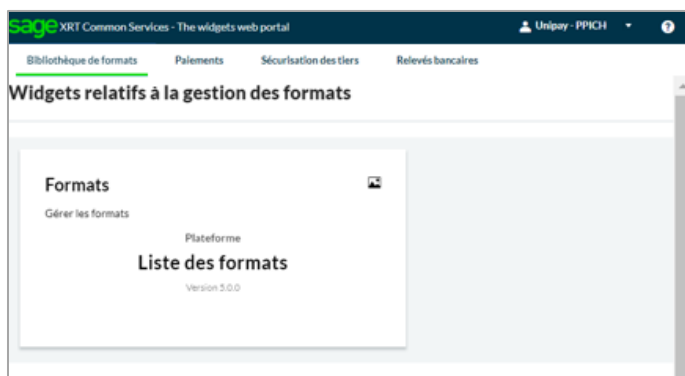 sage XRT Common Services - The widgets web portal Unipay - PPICH
Bibliothèque de formats Paiements Sécurisation des tiers Relevés bancaires
Widgets relatifs à la gestion des formats
Formats
Gérer les formats
Plateforme
Liste des formats
Version 5.0.0